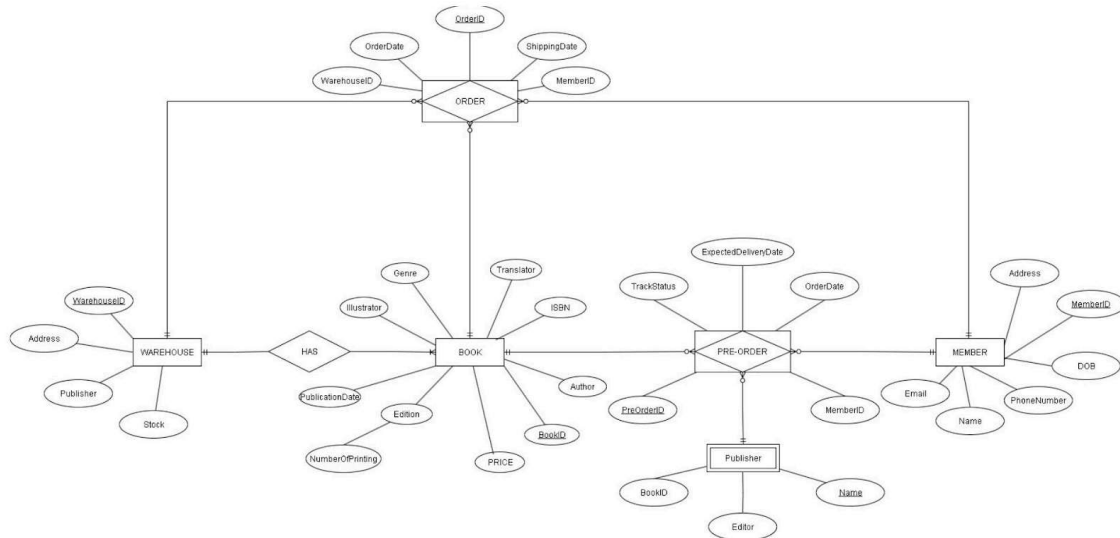 OrderID
OrderDate
ShippingDate
WarehouseID
MemberID
ORDER
ExpectedDeliveryDate
Genre
Translator
TrackStatus
OrderDate
Address
WarehouseID
Illustrator
ISBN
MemberID
Address
WAREHOUSE
HAS
BOOK
PRE-ORDER
MEMBER
DOB
Publisher
PublicationDate
Author
Email
PhoneNumber
Stock
Edition
BookID
PreOrderID
MemberID
Name
NumberOfPrinting
PRICE
Publisher
BookID
Name
Editor